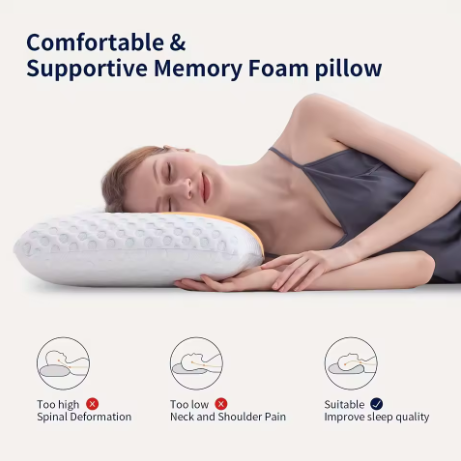 Comfortable &
Supportive Memory Foam pillow
Too high
Spinal Deformation
Too low
Neck and Shoulder Pain
Suitable
Improve sleep quality